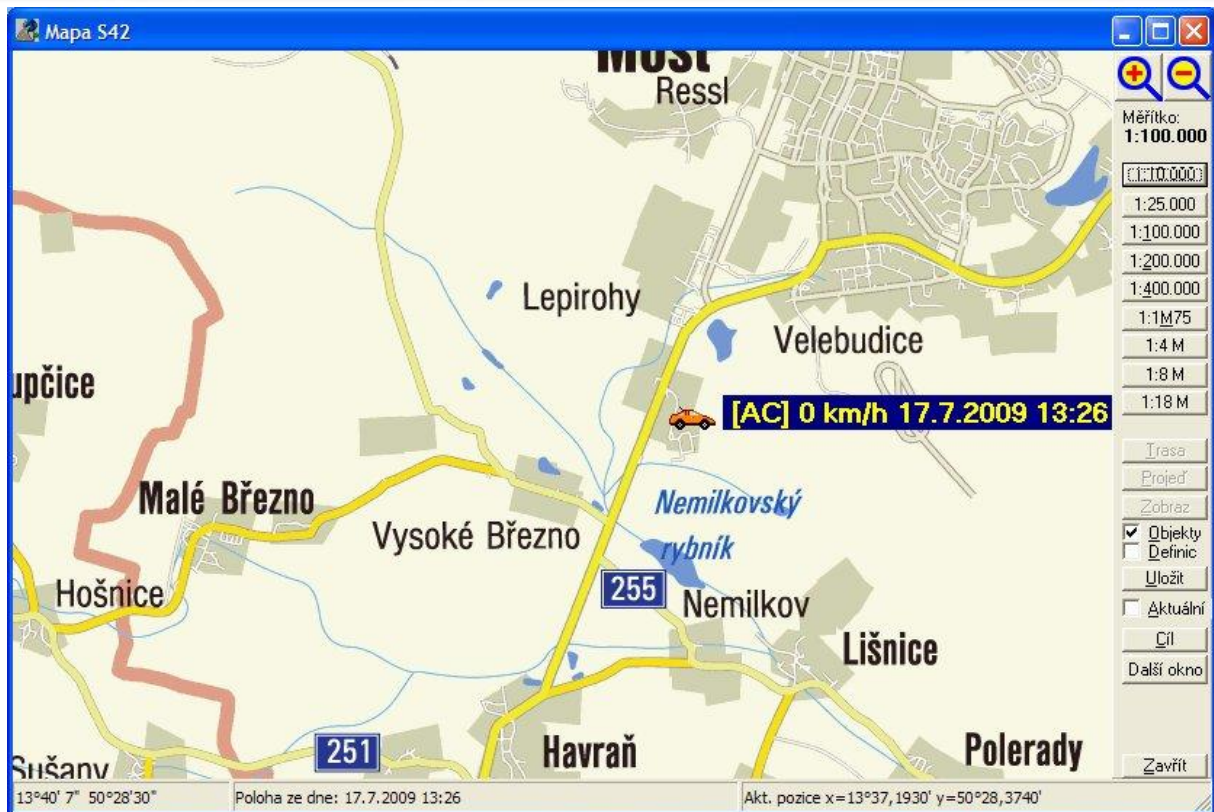 Mapa S42
Most
Ressl
Měřítko:
1:100.000
1:10.000
1:25.000
1:100.000
1:200.000
1:400.000
1:1M75
1:4 M
1:8 M
1:18 M
Lepirohy
Velebudice
upčice
[AC] 0 km/h 17.7.2009 13:26
Trasa
Projeď
Zobraz
Objekty
Definic
Uložit
Aktuální
Cíl
Další okno
Malé Březno
Nemilkovský
rybník
Vysoké Březno
255
Hošnice
Nemilkov
Lišnice
251
Havraň
Polerady
Sušany
Zavřít
13°40' 7" 50°28'30"
Poloha ze dne: 17.7.2009 13:26
Akt. pozice x=13°37,1930' y=50°28,3740'